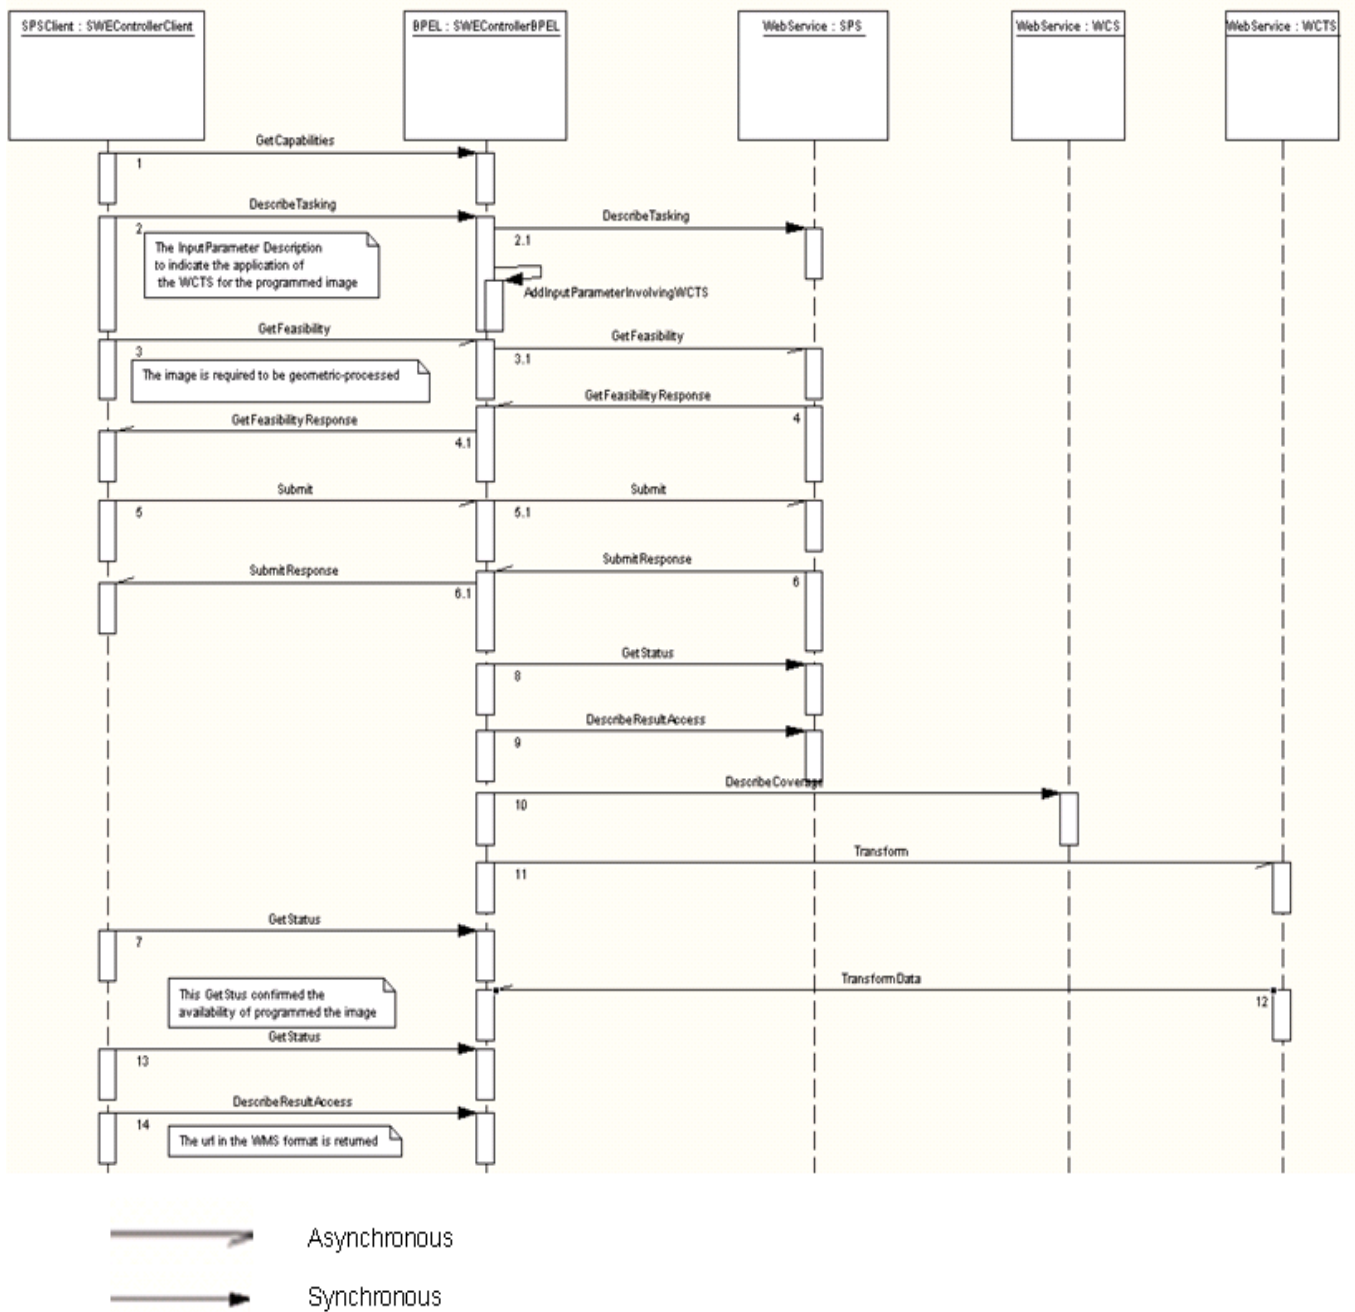 SPSClient : SWEControllerClient
BPEL : SWEControllerBPEL
WebService : SPS
WebService : WCS
WebService : WCTS
GetCapabilities
1
DescribeTasking
2
DescribeTasking
2.1
The InputParameter Description
to indicate the application of
the WCTS for the programmed image
AddInputParameterInvolvingWCTS
GetFeasibility
3
GetFeasibility
3.1
The image is required to be geometric-processed
GetFeasibilityResponse
4
GetFeasibilityResponse
4.1
Submit
5
Submit
5.1
SubmitResponse
6
SubmitResponse
6.1
GetStatus
8
DescribeResultAccess
9
DescribeCoverage
10
Transform
11
GetStatus
7
TransformData
12
This GetStus confirmed the
availability of programmed the image
GetStatus
13
DescribeResultAccess
14
The url in the WMS format is returned
Asynchronous
Synchronous